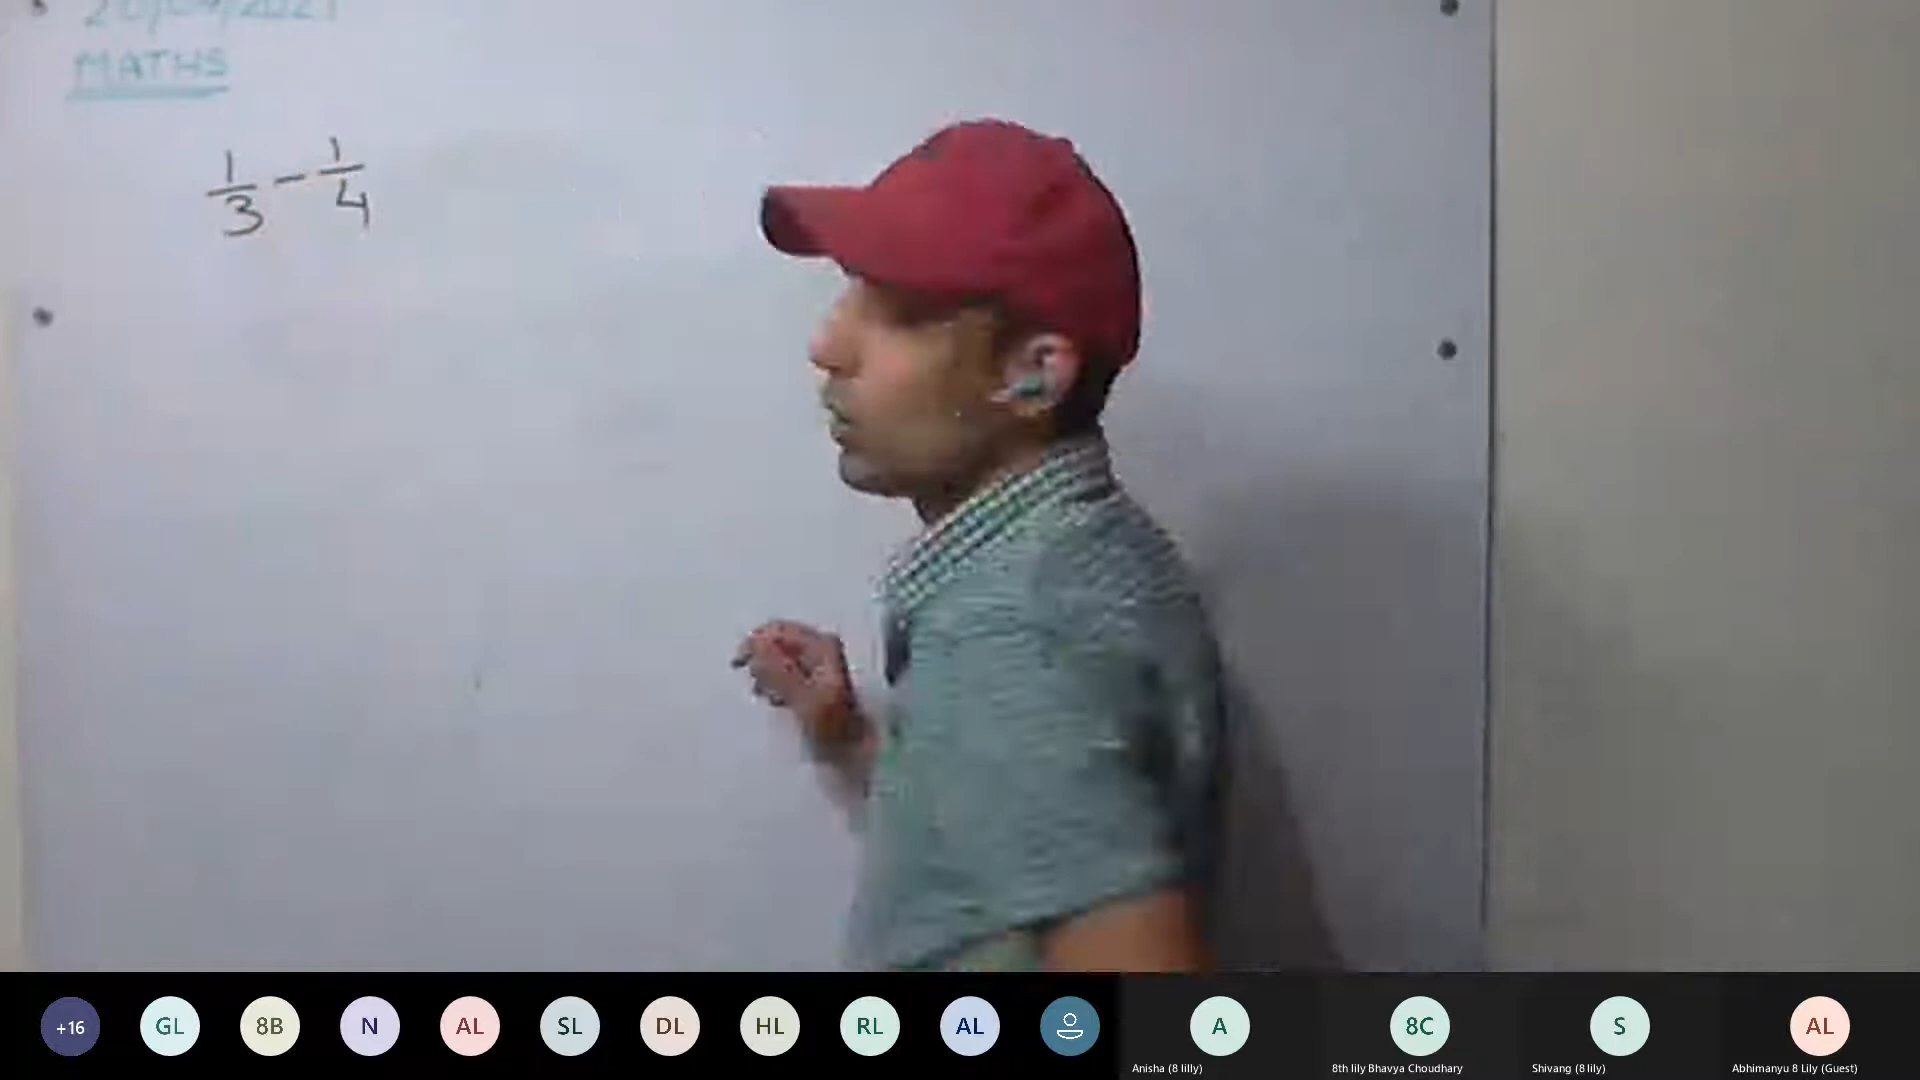 MATHS
1/3 - 1/4
+16 GL 8B N AL SL DL HL RL AL A 8C S AL
Anisha (8 lilly) 8th lily Bhavya Choudhary Shivang (8 lily) Abhimanyu 8 Lily (Guest)